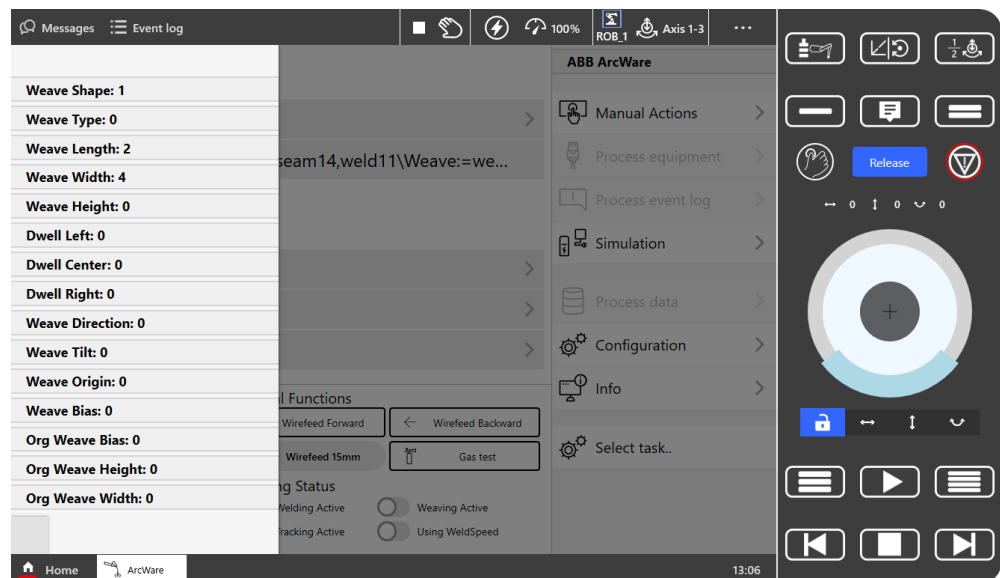 Messages Event log 100% ROB_1 Axis 1-3 ...
1
2
ABB ArcWare
Weave Shape: 1
Weave Type: 0
Weave Length: 2
Weave Width: 4
Weave Height: 0
Dwell Left: 0
Dwell Center: 0
Dwell Right: 0
Weave Direction: 0
Weave Tilt: 0
Weave Origin: 0
Weave Bias: 0
Org Weave Bias: 0
Org Weave Height: 0
Org Weave Width: 0
seam14,weld11\Weave:=we...
Functions
Wirefeed Forward
Wirefeed Backward
Wirefeed 15mm
Gas test
Status
Welding Active
Weaving Active
Tracking Active
Using WeldSpeed
Manual Actions
Process equipment
Process event log
Simulation
Process data
Configuration
Info
Select task..
Release
0 0 0
Home ArcWare 13:06